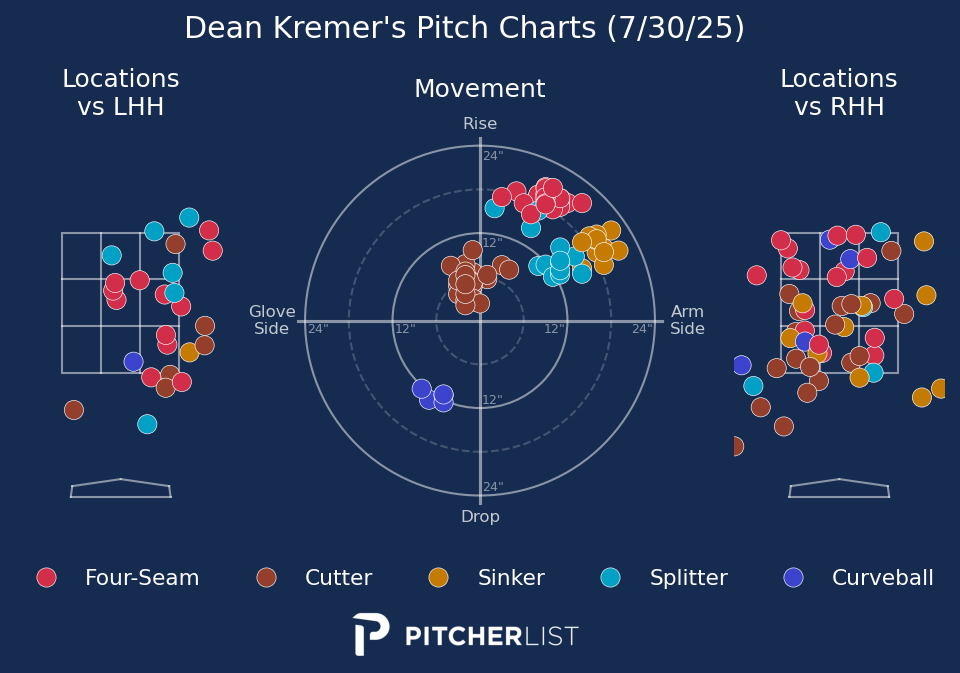 Dean Kremer's Pitch Charts (7/30/25)
Locations
vs LHH
Movement
Locations
vs RHH
Rise
24"
12"
Glove
Side
24"
12"
12"
24"
Arm
Side
12"
24"
Drop
Four-Seam
Cutter
Sinker
Splitter
Curveball
PITCHERLIST